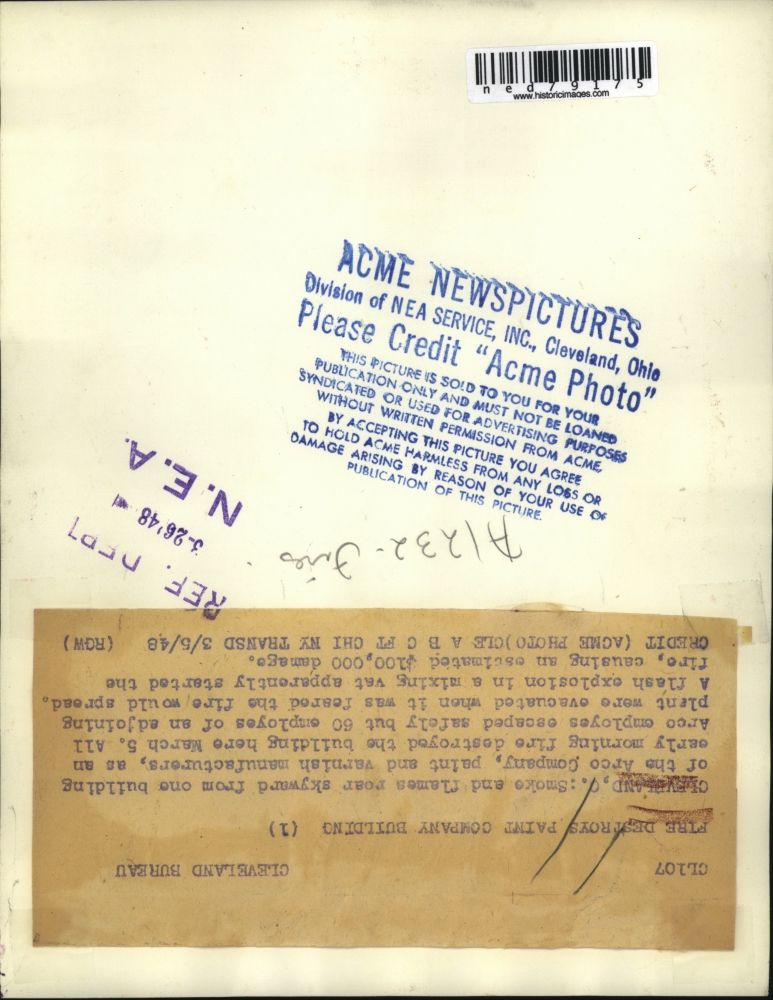 ned79175
www.historicimages.com
ACME NEWSPICTURES
Division of NEA SERVICE, INC., Cleveland, Ohio
Please Credit "Acme Photo"
THIS PICTURE IS SOLD TO YOU FOR YOUR
PUBLICATION ONLY AND MUST NOT BE LOANED
SYNDICATED OR USED FOR ADVERTISING PURPOSES
WITHOUT WRITTEN PERMISSION FROM ACME
BY ACCEPTING THIS PICTURE YOU AGREE
TO HOLD ACME HARMLESS FROM ANY LOSS OR
DAMAGE ARISING BY REASON OF YOUR USE OR
PUBLICATION OF THIS PICTURE.
REF. DEPT
3-26'48
N.E.A.
A1232- Fires
CL107 CLEVELAND BUREAU
FIRE DESTROYS PAINT COMPANY BUILDING (1)
CLEVELAND, O.: Smoke and flames roar skyward from one building
of the Arco Company, paint and varnish manufacturers, as an
early morning fire destroyed the building here March 5. All
Arco employes escaped safely but 60 employes of an adjoining
plant were evacuated when it was feared the fire would spread.
A flash explosion in a mixing vat apparently started the
fire, causing an estimated $100,000 damage.
CREDIT (ACME PHOTO) CLE A B C FT CHI NY TRANSD 3/5/48 (RGW)